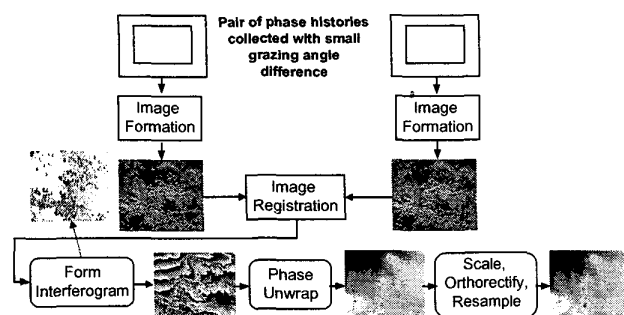 Pair of phase histories
collected with small
grazing angle
difference
Image
Formation
Image
Formation
Image
Registration
Form
Interferogram
Phase
Unwrap
Scale,
Orthorectify,
Resample